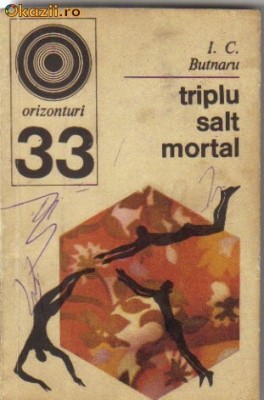 Okazii.ro
I. C.
Butnaru
triplu
salt
mortal
orizonturi
33